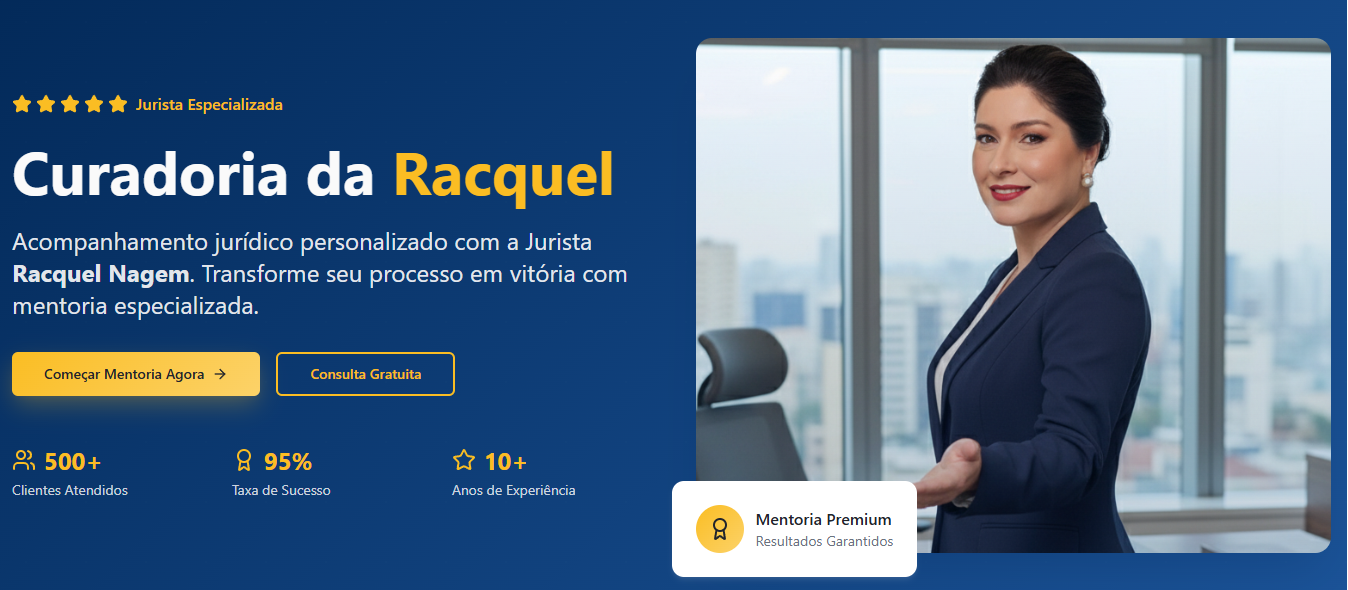 Jurista Especializada
Curadoria da Racquel
Acompanhamento jurídico personalizado com a Jurista
Racquel Nagem. Transforme seu processo em vitória com
mentoria especializada.
Começar Mentoria Agora
Consulta Gratuita
500+
Clientes Atendidos
95%
Taxa de Sucesso
10+
Anos de Experiência
Mentoria Premium
Resultados Garantidos